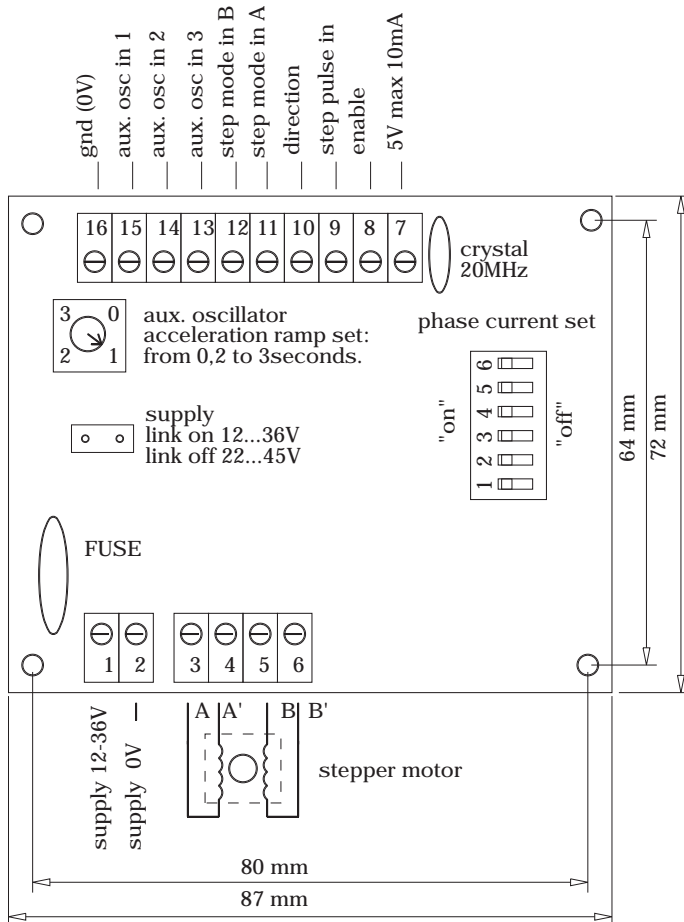 gnd (0V)
aux. osc in 1
aux. osc in 2
aux. osc in 3
step mode in B
step mode in A
direction
step pulse in
enable
5V max 10mA
16 15 14 13 12 11 10 9 8 7
crystal
20MHz
3 0
2 1
aux. oscillator
acceleration ramp set:
from 0,2 to 3seconds.
phase current set
"on"
6
5
4
3
2
1
"off"
64 mm
72 mm
supply
link on 12...36V
link off 22...45V
FUSE
1 2 3 4 5 6
supply 12-36V
supply 0V
A A' B B'
stepper motor
80 mm
87 mm